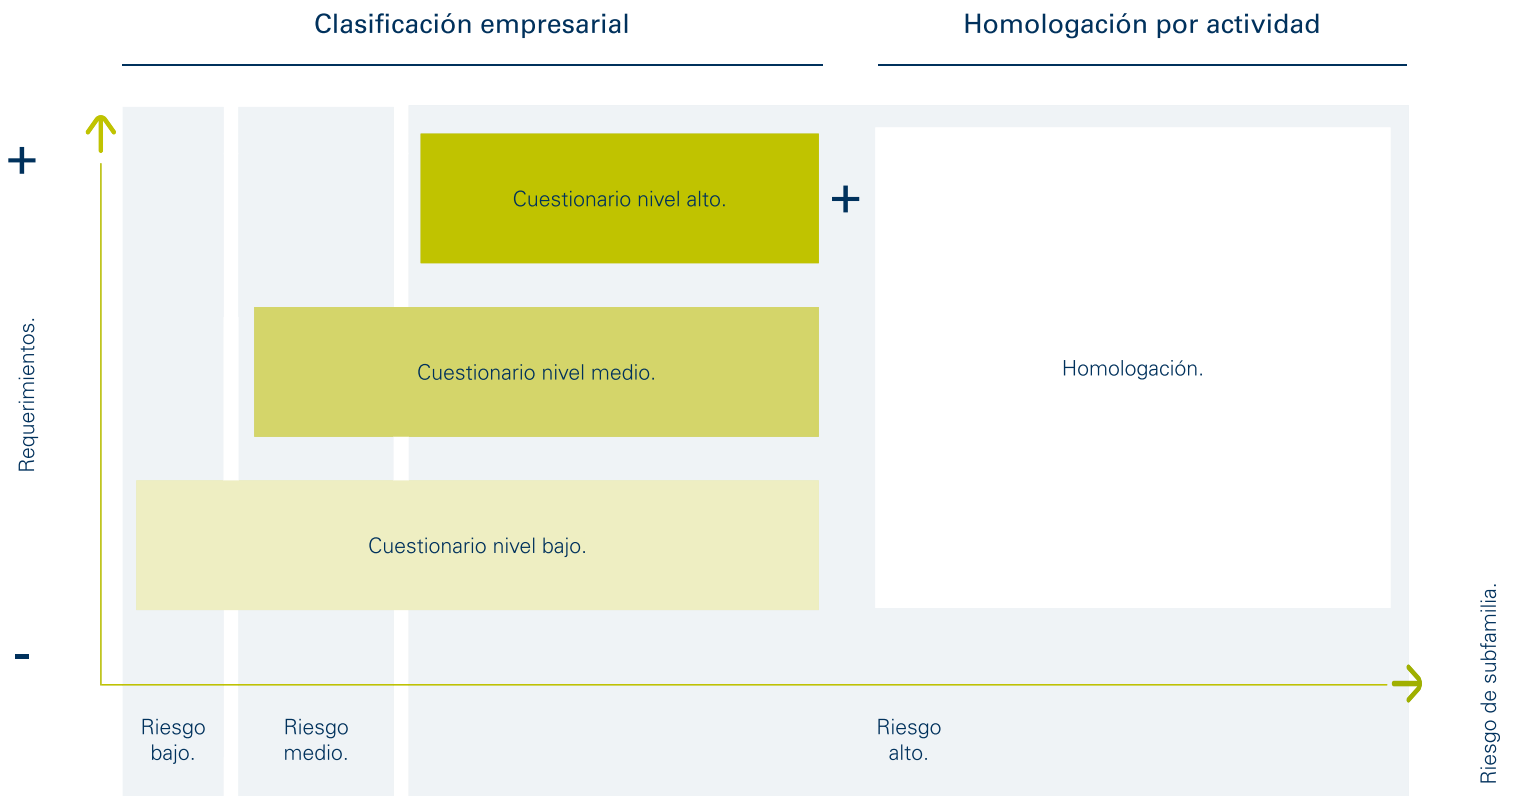 Clasificación empresarial
Homologación por actividad
+
Cuestionario nivel alto.
+
Requerimientos.
Cuestionario nivel medio.
Homologación.
Cuestionario nivel bajo.
-
Riesgo de subfamilia.
Riesgo
bajo.
Riesgo
medio.
Riesgo
alto.